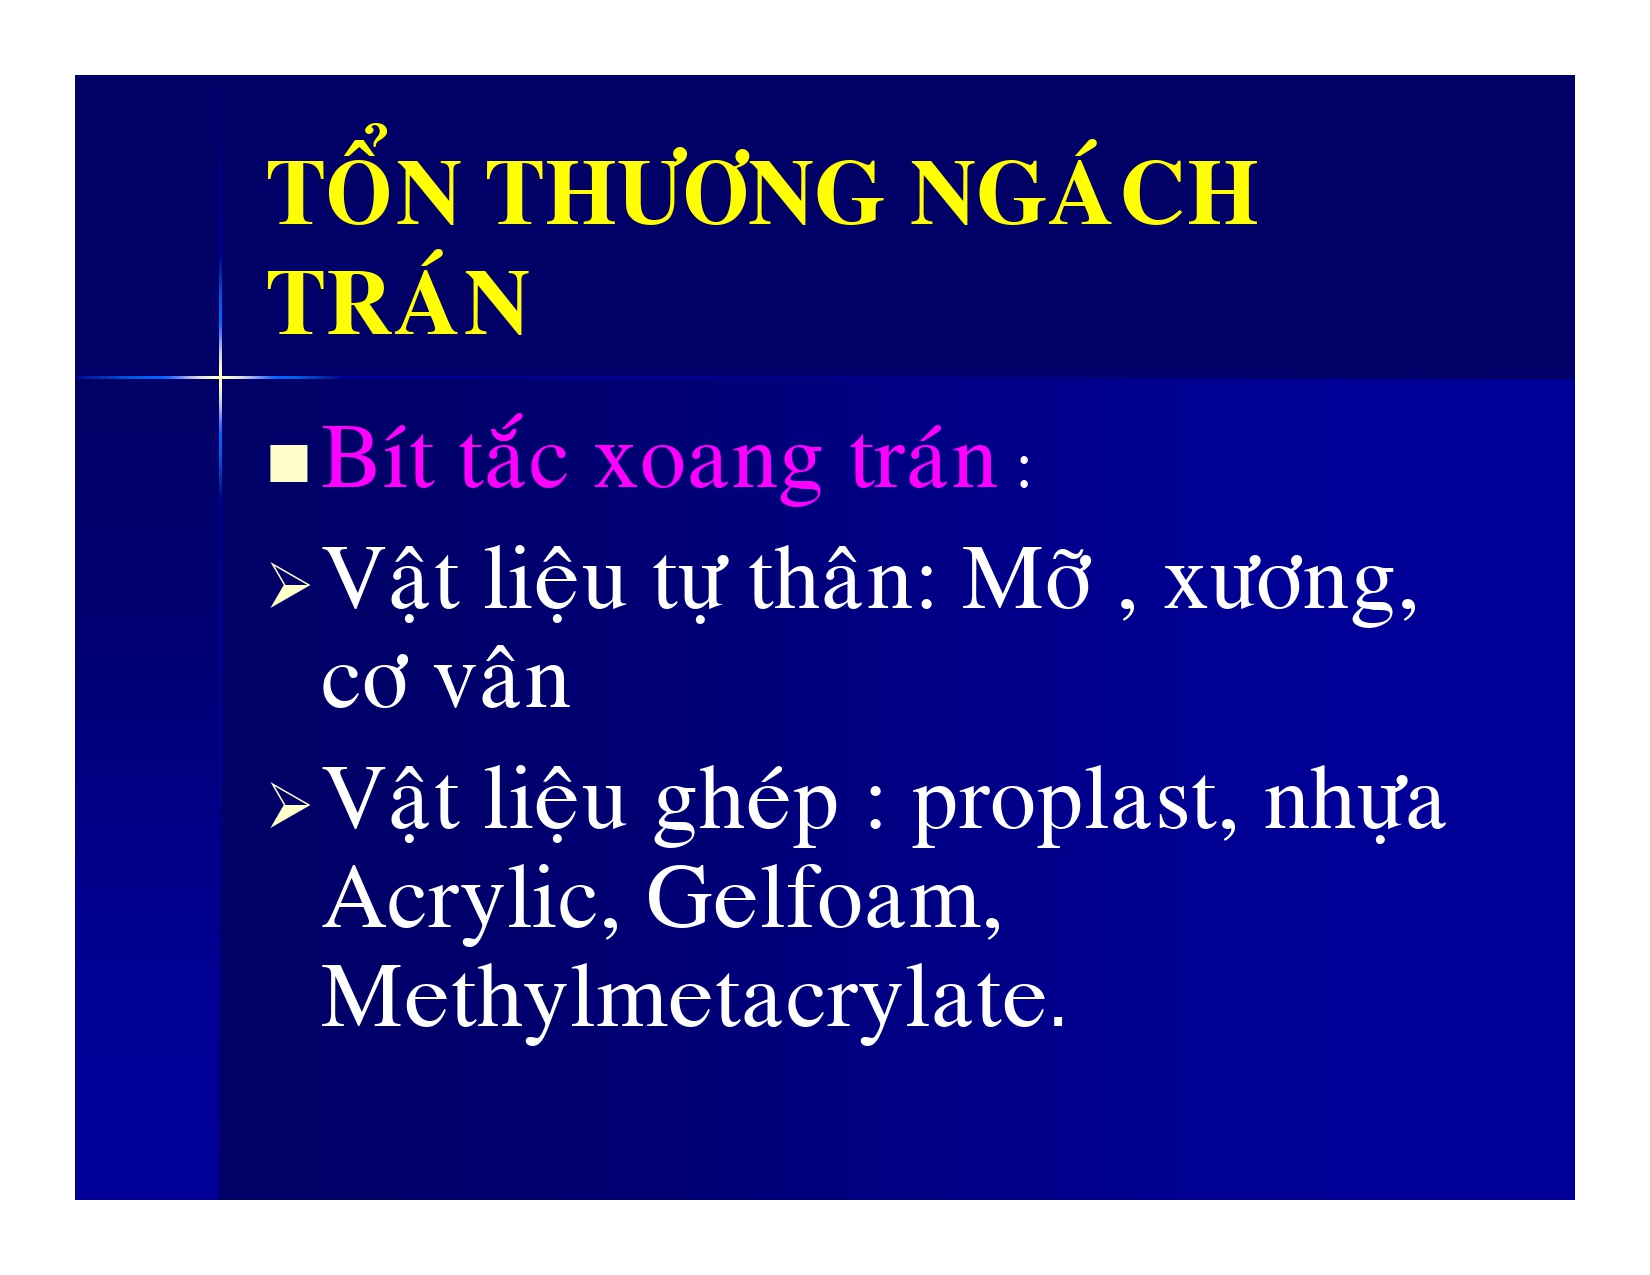 TỔN THƯƠNG NGÁCH
TRÁN
Bít tắc xoang trán :
Vật liệu tự thân: Mỡ , xương,
cơ vân
Vật liệu ghép : proplast, nhựa
Acrylic, Gelfoam,
Methylmetacrylate.